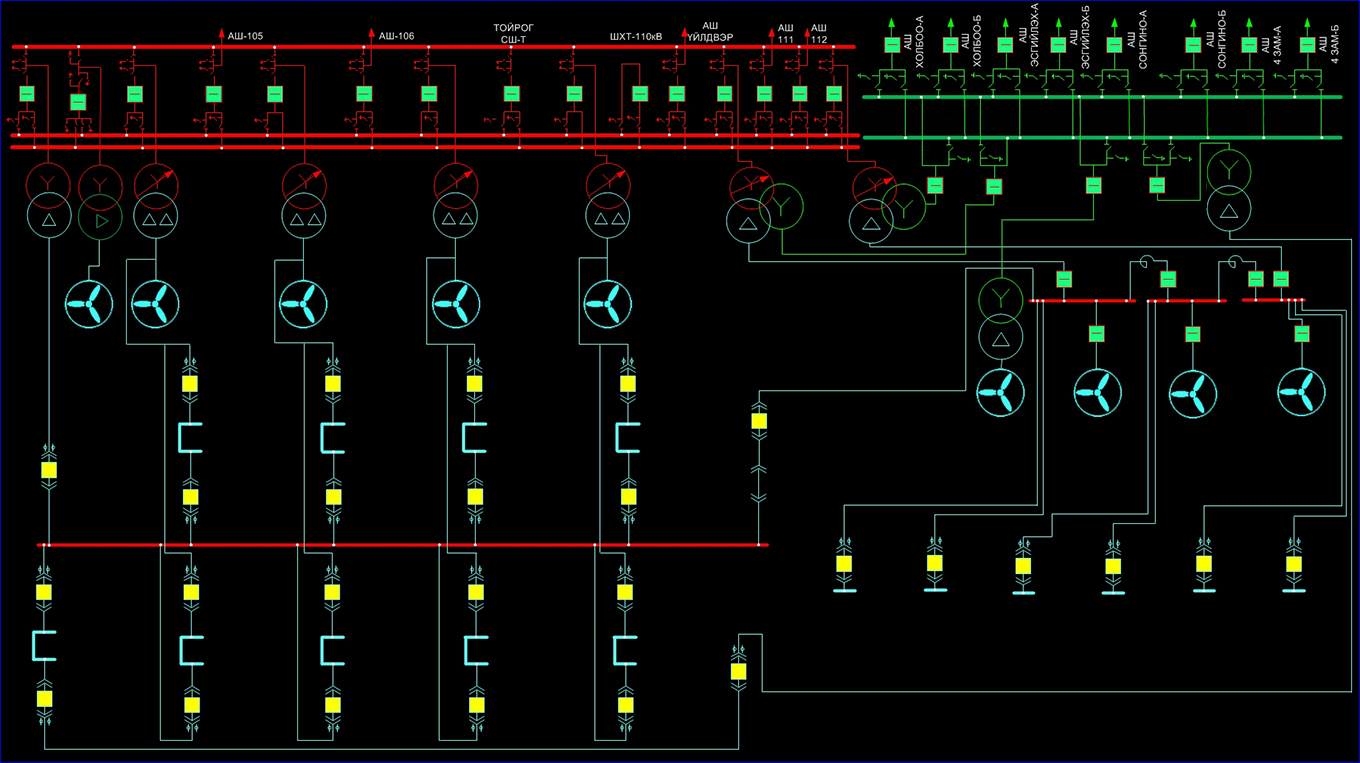 АШ-105
АШ-106
ТОЙРОГ
СШ-Т
ШХТ-110кВ
АШ
ҮЙЛДВЭР
АШ
111
АШ
112
АШ
ХОЛБОО-А
АШ
ХОЛБОО-Б
АШ
ЭСГИЙЛЭХ-А
АШ
ЭСГИЙЛЭХ-Б
АШ
СОНГИНО-А
АШ
СОНГИНО-Б
АШ
4 ЗАМ-А
АШ
4 ЗАМ-Б